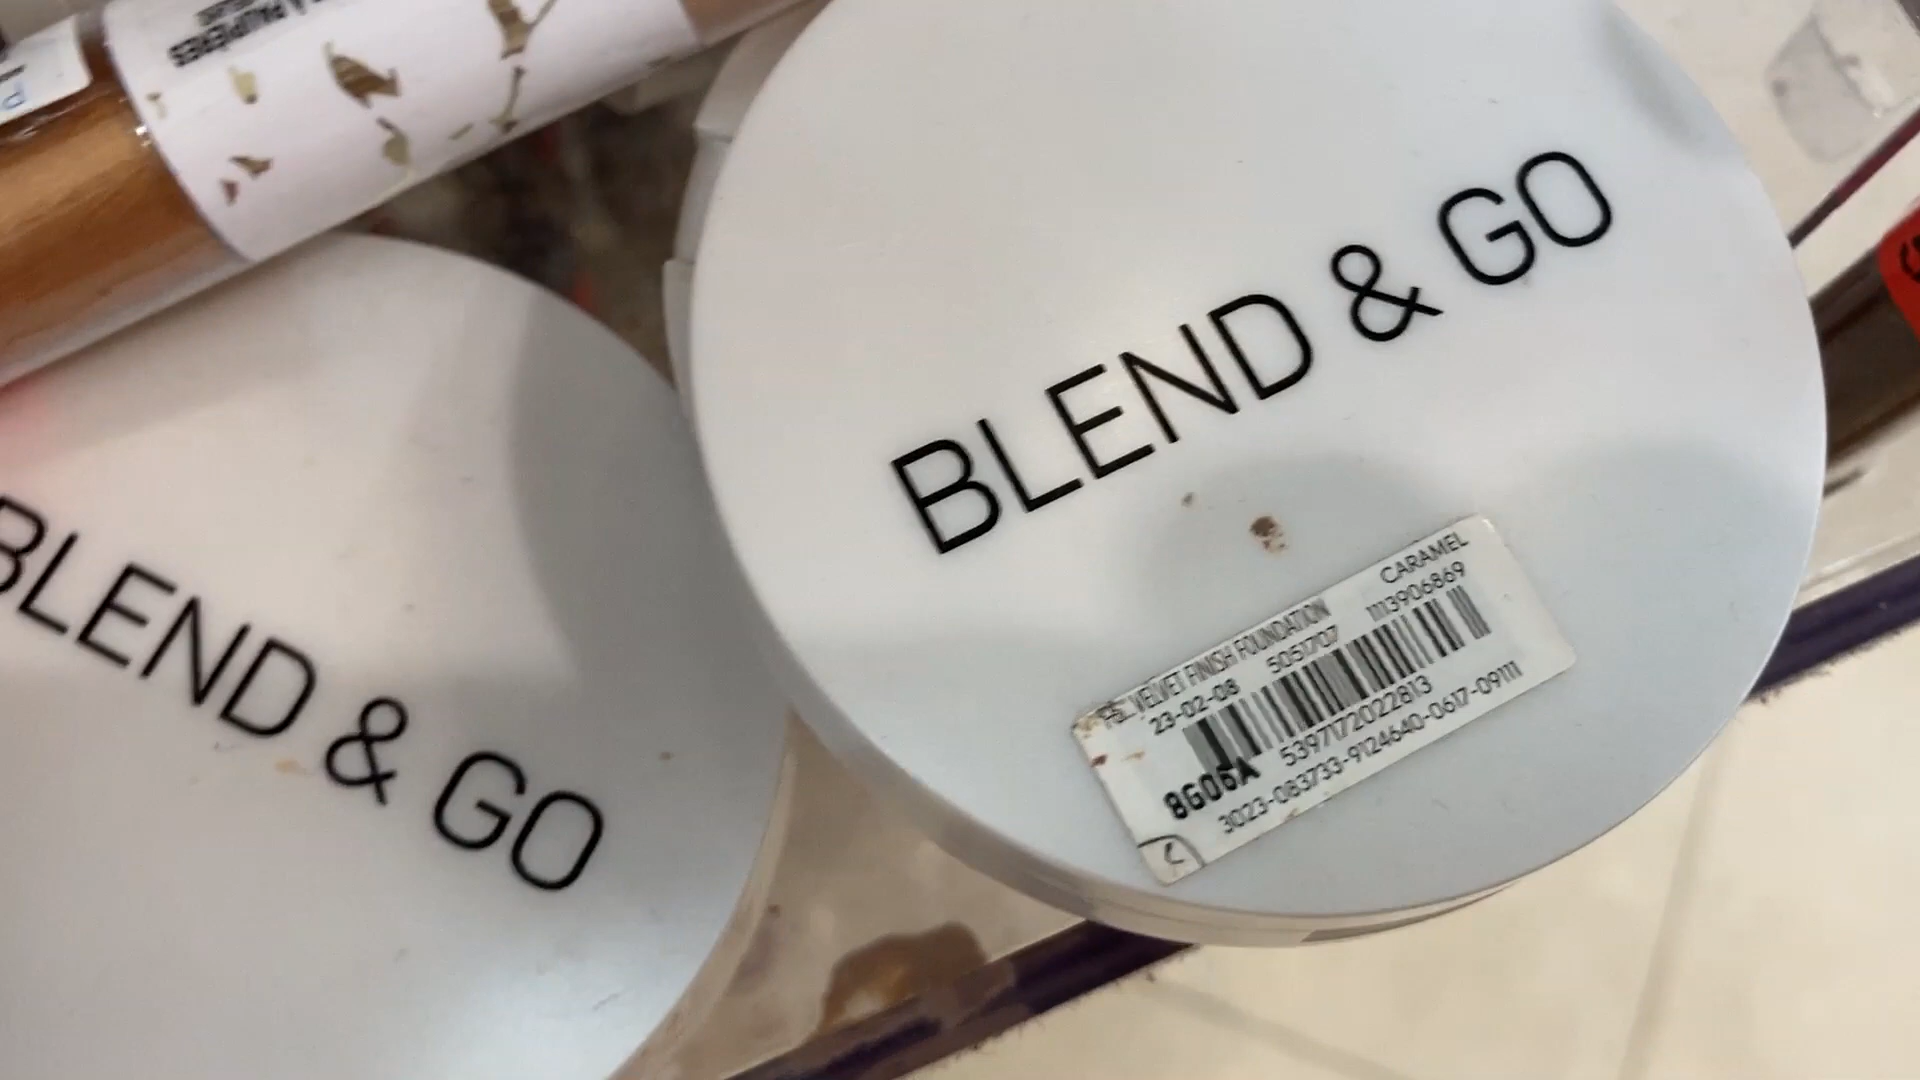 À PAUPIÈRES
BLEND & GO
BLEND & GO
CARAMEL
VELVET FINISH FOUNDATION
23-02-08 5051707 1113906869
5397172022813
8G06A
3023-083733-9124640-0617-09111